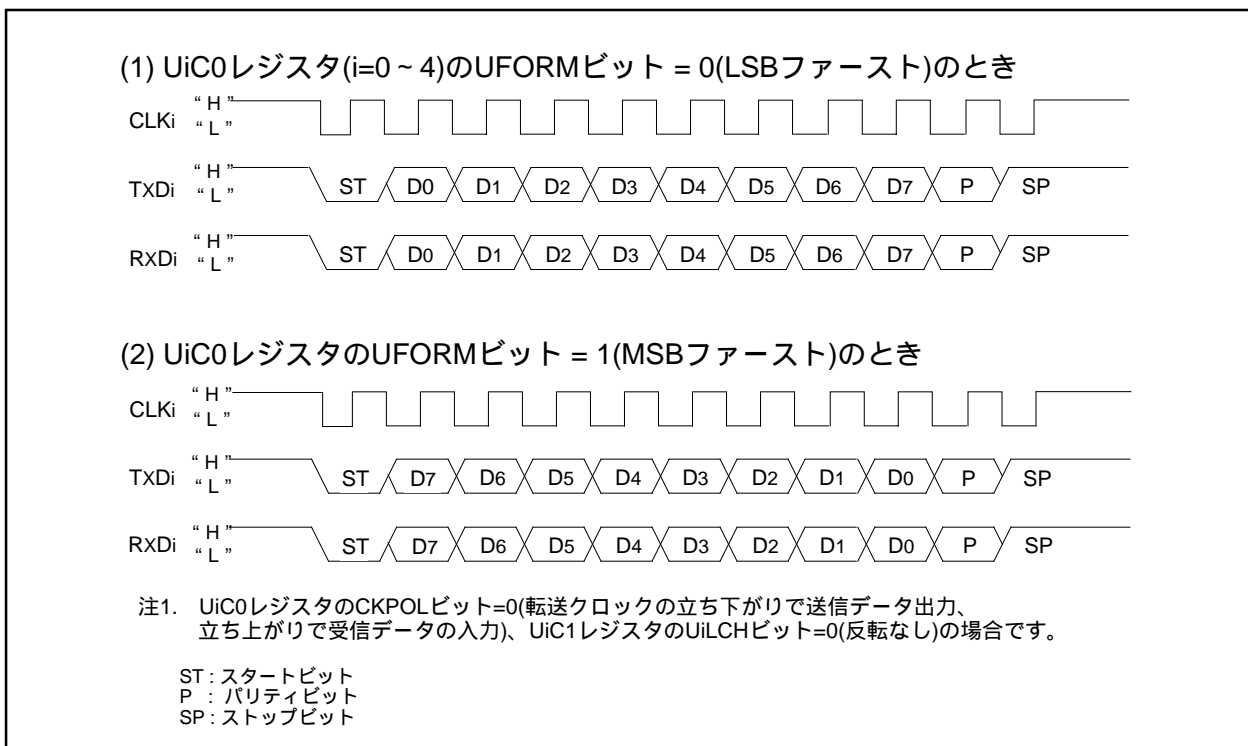 (1) UiC0レジスタ(i=0~4)のUFORMビット = 0(LSBファースト)のとき
CLKi “ H ” “ L ”
TXDi “ H ” “ L ” ST D0 D1 D2 D3 D4 D5 D6 D7 P SP
RXDi “ H ” “ L ” ST D0 D1 D2 D3 D4 D5 D6 D7 P SP
(2) UiC0レジスタのUFORMビット = 1(MSBファースト)のとき
CLKi “ H ” “ L ”
TXDi “ H ” “ L ” ST D7 D6 D5 D4 D3 D2 D1 D0 P SP
RXDi “ H ” “ L ” ST D7 D6 D5 D4 D3 D2 D1 D0 P SP
注1. UiC0レジスタのCKPOLビット=0(転送クロックの立ち下がりで送信データ出力、
立ち上がりで受信データの入力)、UiC1レジスタのUiLCHビット=0(反転なし)の場合です。
ST : スタートビット
P : パリティビット
SP : ストップビット